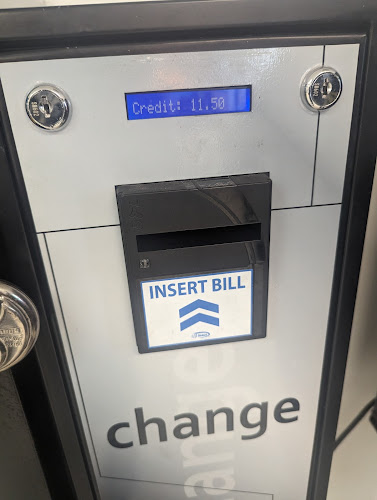 Credit: 11.50
INSERT BILL
change